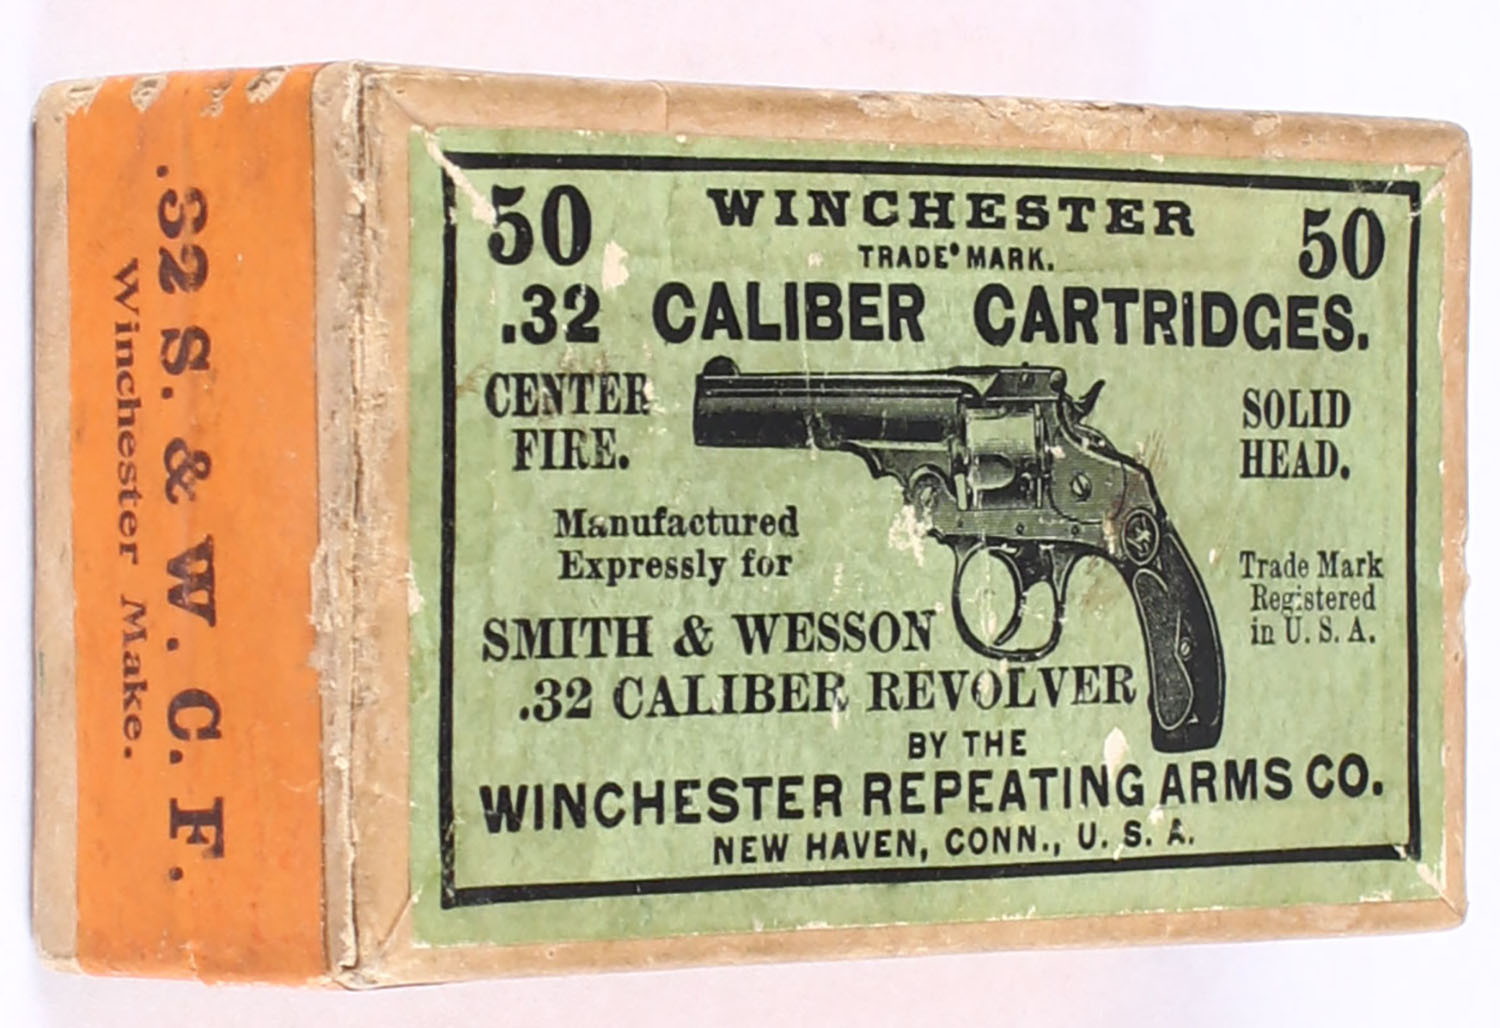 .32 S. & W. C. F.
Winchester Make.
50 WINCHESTER 50
TRADE MARK.
.32 CALIBER CARTRIDGES.
CENTER
FIRE.
SOLID
HEAD.
Manufactured
Expressly for
Trade Mark
Registered
in U. S. A.
SMITH & WESSON
.32 CALIBER REVOLVER
BY THE
WINCHESTER REPEATING ARMS CO.
NEW HAVEN, CONN., U. S. A.